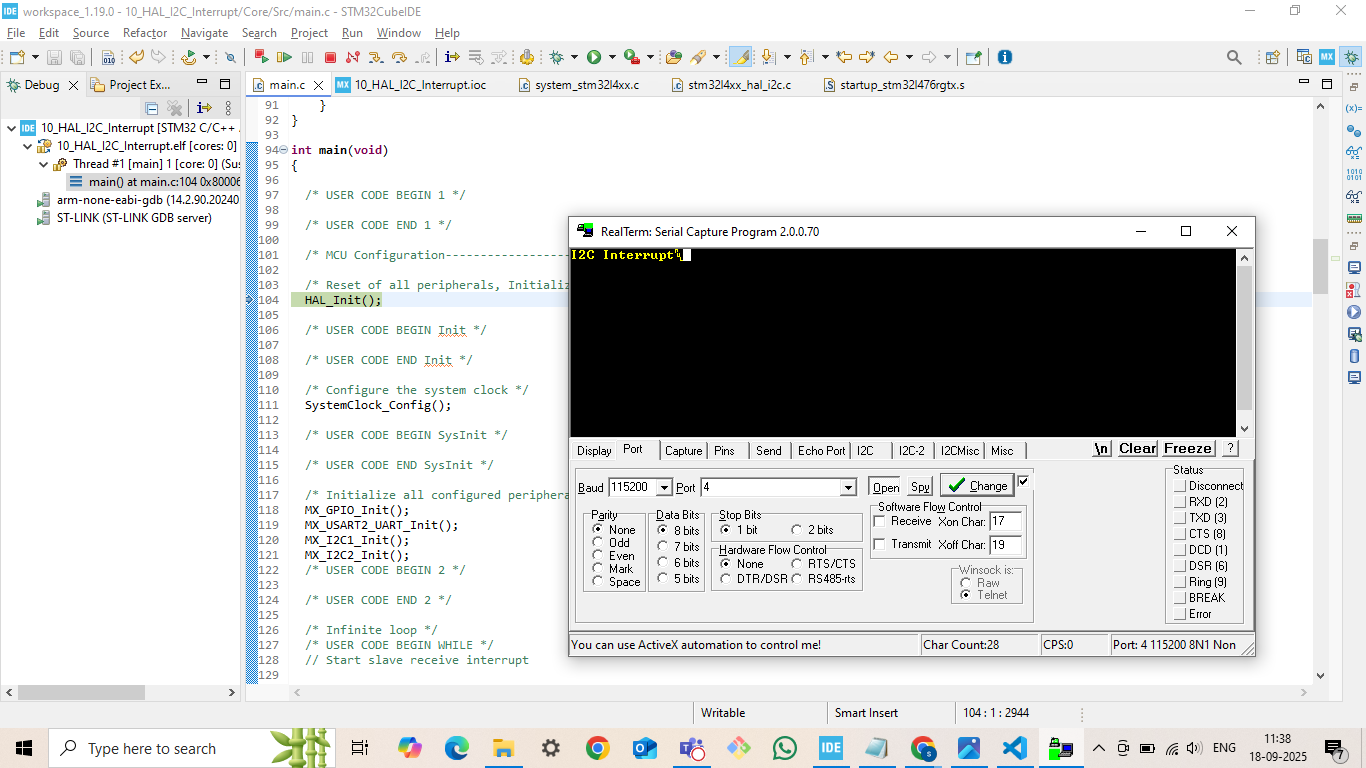 IDE workspace_1.19.0 - 10_HAL_I2C_Interrupt/Core/Src/main.c - STM32CubeIDE
File Edit Source Refactor Navigate Search Project Run Window Help
Debug Project Ex... main.c MX 10_HAL_I2C_Interrupt.ioc system_stm32l4xx.c stm32l4xx_hal_i2c.c startup_stm32l476rgtx.s
IDE 10_HAL_I2C_Interrupt [STM32 C/C++
10_HAL_I2C_Interrupt.elf [cores: 0]
Thread #1 [main] 1 [core: 0] (Sus
main() at main.c:104 0x80006
arm-none-eabi-gdb (14.2.90.20240
ST-LINK (ST-LINK GDB server)
91 }
92 }
93
94 int main(void)
95 {
96
97 /* USER CODE BEGIN 1 */
98
99 /* USER CODE END 1 */
100
101 /* MCU Configuration------------------
102
103 /* Reset of all peripherals, Initializ
104 HAL_Init();
105
106 /* USER CODE BEGIN Init */
107
108 /* USER CODE END Init */
109
110 /* Configure the system clock */
111 SystemClock_Config();
112
113 /* USER CODE BEGIN SysInit */
114
115 /* USER CODE END SysInit */
116
117 /* Initialize all configured periphera
118 MX_GPIO_Init();
119 MX_USART2_UART_Init();
120 MX_I2C1_Init();
121 MX_I2C2_Init();
122 /* USER CODE BEGIN 2 */
123
124 /* USER CODE END 2 */
125
126 /* Infinite loop */
127 /* USER CODE BEGIN WHILE */
128 // Start slave receive interrupt
129
RealTerm: Serial Capture Program 2.0.0.70
I2C Interrupt
Display Port Capture Pins Send Echo Port I2C I2C-2 I2CMisc Misc \n Clear Freeze ?
Baud 115200 Port 4 Open Spy Change
Parity
None
Odd
Even
Mark
Space
Data Bits
8 bits
7 bits
6 bits
5 bits
Stop Bits
1 bit 2 bits
Hardware Flow Control
None RTS/CTS
DTR/DSR RS485-rts
Software Flow Control
Receive Xon Char: 17
Transmit Xoff Char: 19
Winsock is:
Raw
Telnet
Status
Disconnect
RXD (2)
TXD (3)
CTS (8)
DCD (1)
DSR (6)
Ring (9)
BREAK
Error
You can use ActiveX automation to control me! Char Count:28 CPS:0 Port: 4 115200 8N1 Non
Writable Smart Insert 104 : 1 : 2944
Type here to search
ENG
11:38
18-09-2025
7